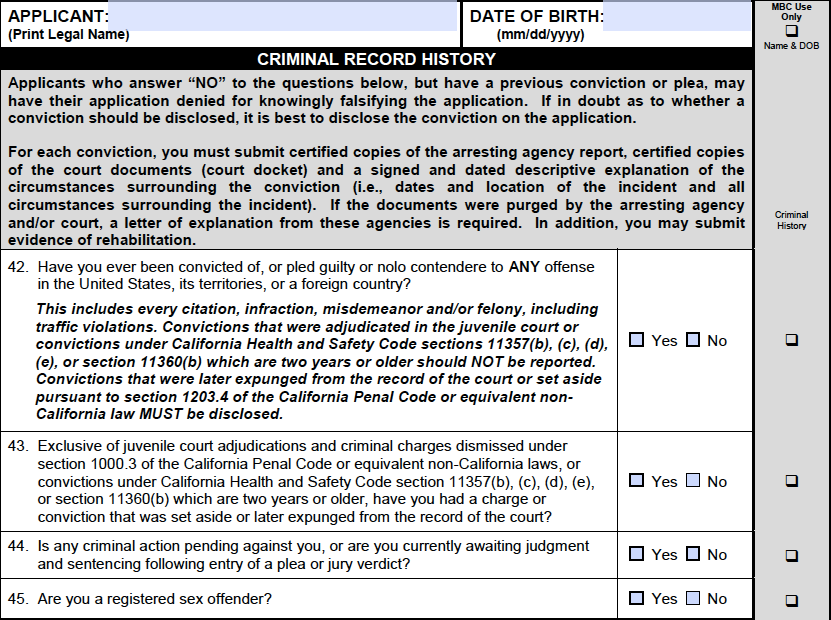 APPLICANT:
(Print Legal Name)
DATE OF BIRTH:
(mm/dd/yyyy)
MBC Use
Only
❑
Name & DOB
CRIMINAL RECORD HISTORY
Applicants who answer “NO” to the questions below, but have a previous conviction or plea, may
have their application denied for knowingly falsifying the application. If in doubt as to whether a
conviction should be disclosed, it is best to disclose the conviction on the application.
For each conviction, you must submit certified copies of the arresting agency report, certified copies
of the court documents (court docket) and a signed and dated descriptive explanation of the
circumstances surrounding the conviction (i.e., dates and location of the incident and all
circumstances surrounding the incident). If the documents were purged by the arresting agency
and/or court, a letter of explanation from these agencies is required. In addition, you may submit
evidence of rehabilitation.
Criminal
History
42. Have you ever been convicted of, or pled guilty or nolo contendere to ANY offense
in the United States, its territories, or a foreign country?
This includes every citation, infraction, misdemeanor and/or felony, including
traffic violations. Convictions that were adjudicated in the juvenile court or
convictions under California Health and Safety Code sections 11357(b), (c), (d),
(e), or section 11360(b) which are two years or older should NOT be reported.
Convictions that were later expunged from the record of the court or set aside
pursuant to section 1203.4 of the California Penal Code or equivalent non-
California law MUST be disclosed.
Yes No
43. Exclusive of juvenile court adjudications and criminal charges dismissed under
section 1000.3 of the California Penal Code or equivalent non-California laws, or
convictions under California Health and Safety Code section 11357(b), (c), (d), (e),
or section 11360(b) which are two years or older, have you had a charge or
conviction that was set aside or later expunged from the record of the court?
Yes No
44. Is any criminal action pending against you, or are you currently awaiting judgment
and sentencing following entry of a plea or jury verdict?
Yes No
45. Are you a registered sex offender?
Yes No